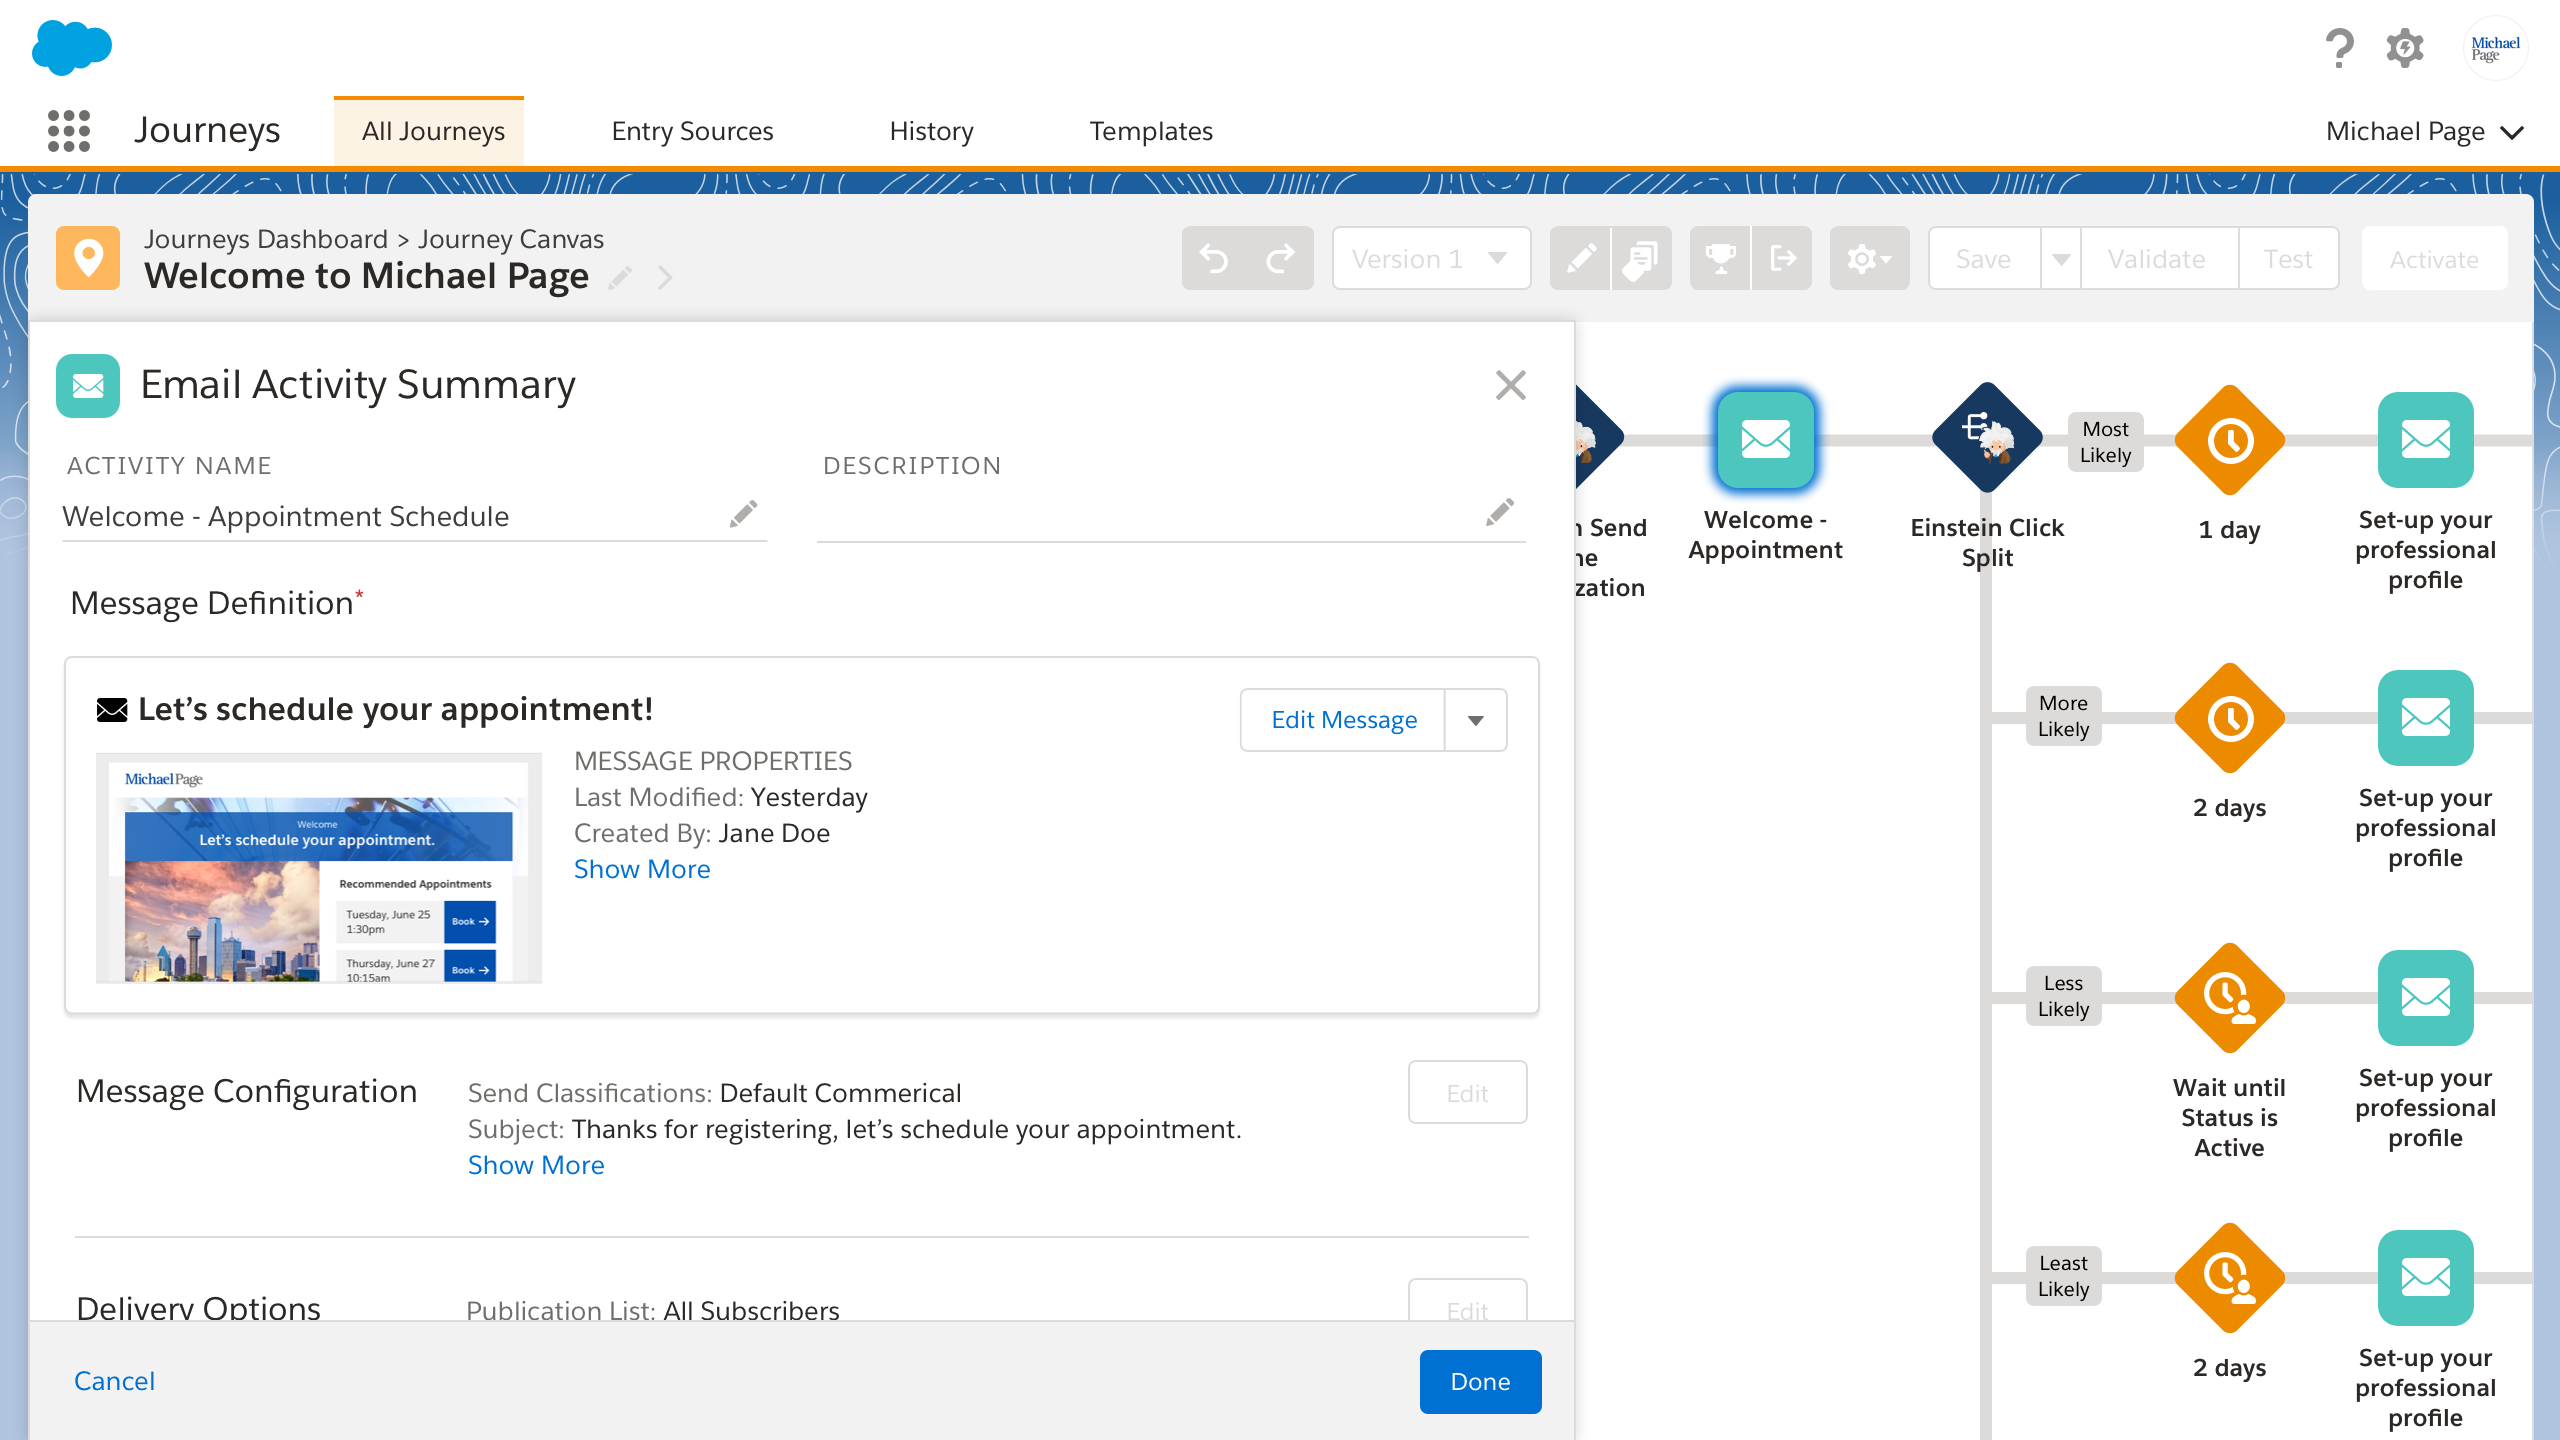 Michael
Page
Journeys
All Journeys
Entry Sources
History
Templates
Michael Page
Journeys Dashboard > Journey Canvas
Welcome to Michael Page
Version 1
Save
Validate
Test
Activate
Email Activity Summary
ACTIVITY NAME
DESCRIPTION
Welcome - Appointment Schedule
Message Definition*
Let’s schedule your appointment!
Edit Message
MichaelPage
Welcome
Let’s schedule your appointment.
Recommended Appointments
Tuesday, June 25
1:30pm
Book →
Thursday, June 27
10:15am
Book →
MESSAGE PROPERTIES
Last Modified: Yesterday
Created By: Jane Doe
Show More
Message Configuration
Send Classifications: Default Commerical
Subject: Thanks for registering, let’s schedule your appointment.
Show More
Edit
Delivery Options
Publication List: All Subscribers
Edit
Cancel
Done
Send
zation
Welcome -
Appointment
Einstein Click
Split
Most
Likely
1 day
Set-up your
professional
profile
More
Likely
2 days
Set-up your
professional
profile
Less
Likely
Wait until
Status is
Active
Set-up your
professional
profile
Least
Likely
2 days
Set-up your
professional
profile